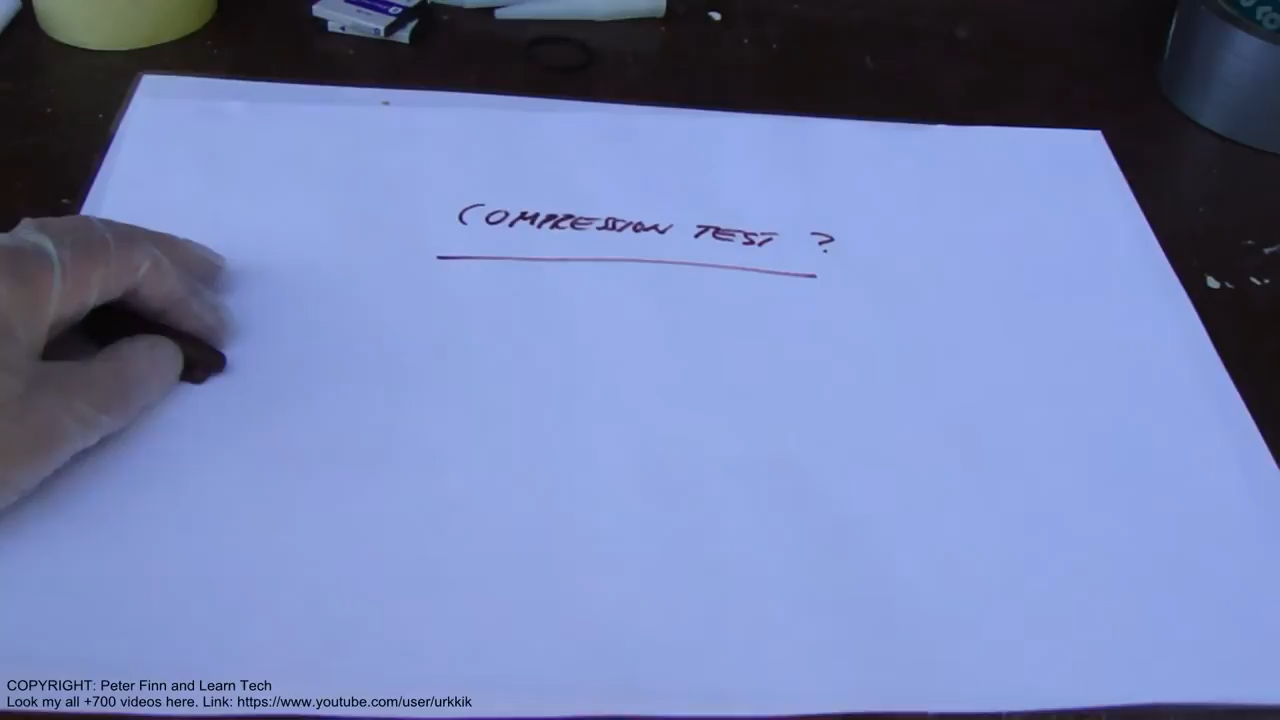 COMPRESSION TEST ?
COPYRIGHT: Peter Finn and Learn Tech
Look my all +700 videos here. Link: https://www.youtube.com/user/urkkik